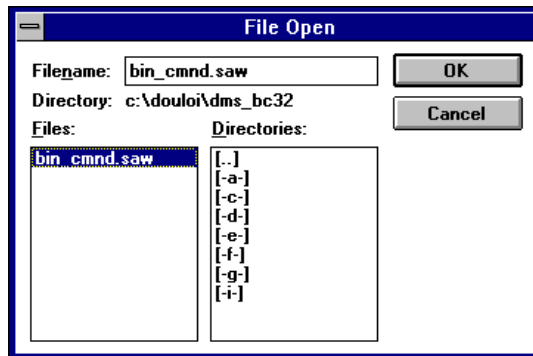 File Open
Filename: bin_cmnd.saw
OK
Directory: c:\douloi\dms_bc32
Cancel
Files: Directories:
bin_cmnd.saw
[..]
[-a-]
[-c-]
[-d-]
[-e-]
[-f-]
[-g-]
[-i-]